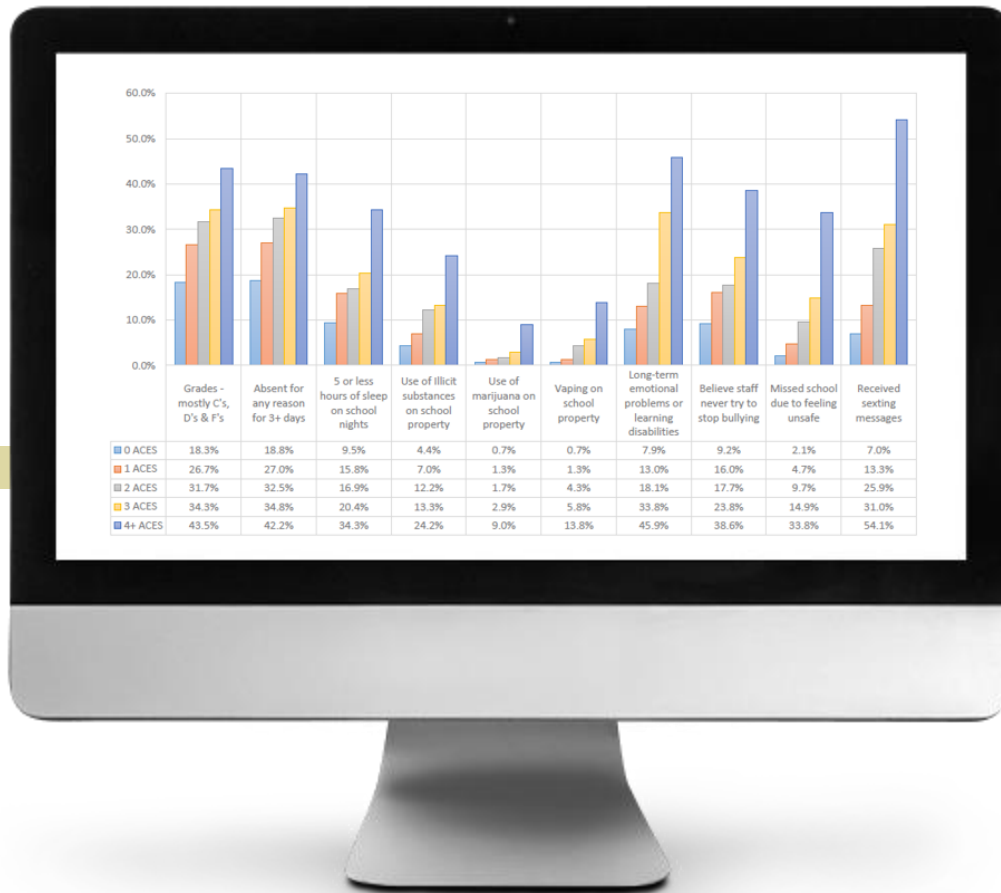 60.0%
50.0%
40.0%
30.0%
20.0%
10.0%
0.0%
Grades - mostly C's, D's & F's
Absent for any reason for 3+ days
5 or less hours of sleep on school nights
Use of Illicit substances on school property
Use of marijuana on school property
Vaping on school property
Long-term emotional problems or learning disabilities
Believe staff never try to stop bullying
Missed school due to feeling unsafe
Received sexting messages
0 ACES 18.3% 18.8% 9.5% 4.4% 0.7% 0.7% 7.9% 9.2% 2.1% 7.0%
1 ACES 26.7% 27.0% 15.8% 7.0% 1.3% 1.3% 13.0% 16.0% 4.7% 13.3%
2 ACES 31.7% 32.5% 16.9% 12.2% 1.7% 4.3% 18.1% 17.7% 9.7% 25.9%
3 ACES 34.3% 34.8% 20.4% 13.3% 2.9% 5.8% 33.8% 23.8% 14.9% 31.0%
4+ ACES 43.5% 42.2% 34.3% 24.2% 9.0% 13.8% 45.9% 38.6% 33.8% 54.1%